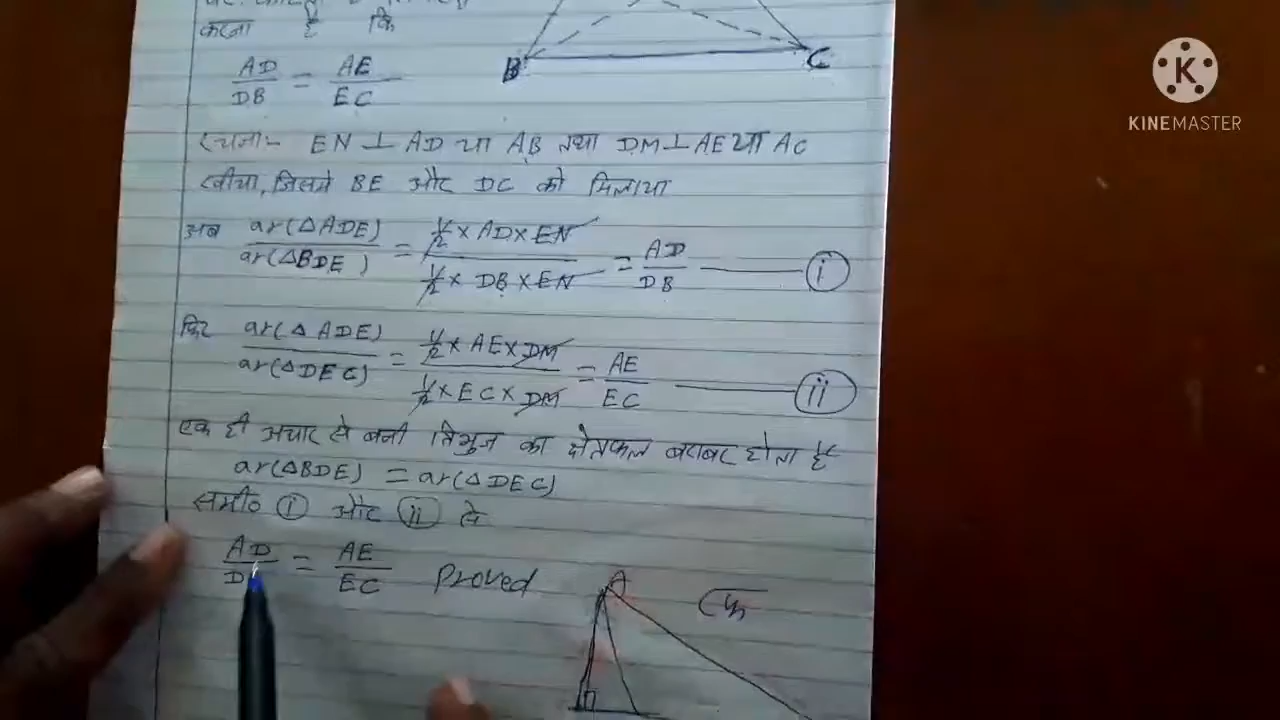 करना है कि
B C
AD/DB = AE/EC
K
KINEMASTER
रचना:- EN ⊥ AD या AB तथा DM ⊥ AE या AC
खींचा, जिसमे BE और DC को मिलाया
अब ar(△ADE)/ar(△BDE) = 1/2 × AD × EN / 1/2 × DB × EN = AD/DB — i
फिर ar(△ADE)/ar(△DEC) = 1/2 × AE × DM / 1/2 × EC × DM = AE/EC — ii
एक ही अधार से बनी त्रिभुज का क्षेत्रफल बराबर होता है
ar(△BDE) = ar(△DEC)
समी० i और ii से
AD/D = AE/EC Proved
A